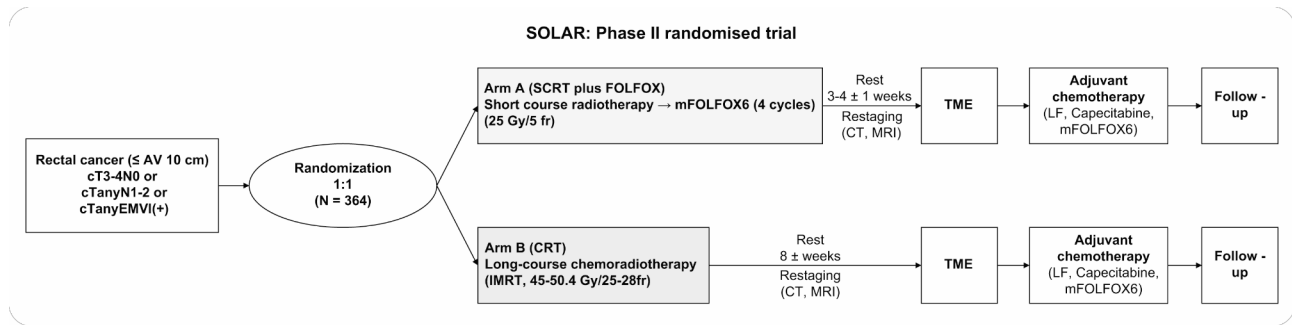 SOLAR: Phase II randomised trial
Rectal cancer (≤ AV 10 cm)
cT3-4N0 or
cTanyN1-2 or
cTanyEMVI(+)
Randomization
1:1
(N = 364)
Arm A (SCRT plus FOLFOX)
Short course radiotherapy → mFOLFOX6 (4 cycles)
(25 Gy/5 fr)
Rest
3-4 ± 1 weeks
Restaging
(CT, MRI)
TME
Adjuvant
chemotherapy
(LF, Capecitabine,
mFOLFOX6)
Follow -
up
Arm B (CRT)
Long-course chemoradiotherapy
(IMRT, 45-50.4 Gy/25-28fr)
Rest
8 ± weeks
Restaging
(CT, MRI)
TME
Adjuvant
chemotherapy
(LF, Capecitabine,
mFOLFOX6)
Follow -
up